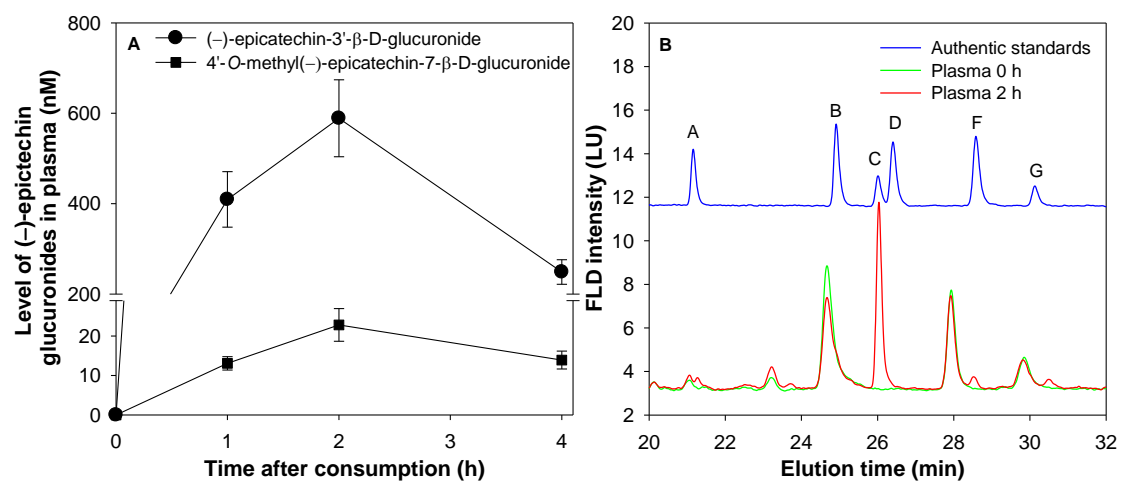 A
(−)-epicatechin-3'-β-D-glucuronide
4'-O-methyl(−)-epicatechin-7-β-D-glucuronide
Level of (−)-epictechin
glucuronides in plasma (nM)
800
600
400
200
20
10
0
0
1
2
3
4
Time after consumption (h)
B
Authentic standards
Plasma 0 h
Plasma 2 h
A
B
C
D
F
G
FLD intensity (LU)
20
18
16
14
12
10
8
6
4
2
20
22
24
26
28
30
32
Elution time (min)